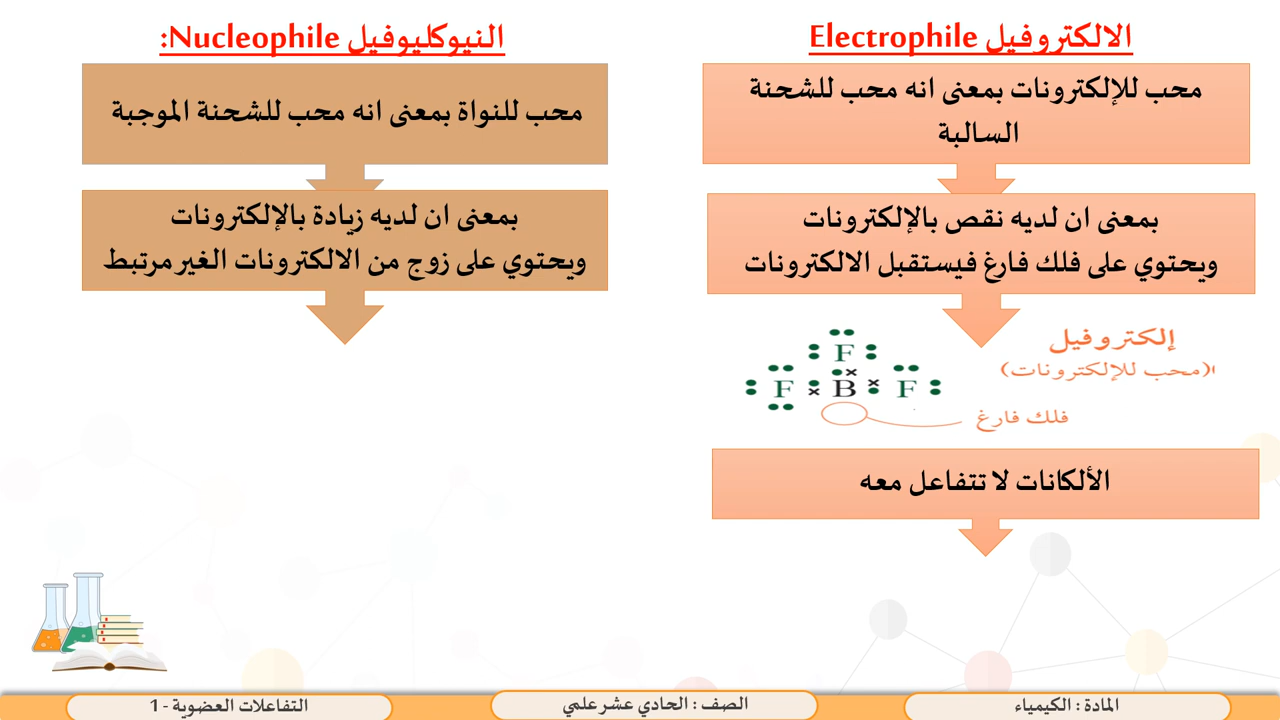 الالكتروفيل Electrophile
محب للإلكترونات بمعنى انه محب للشحنة
السالبة
بمعنى ان لديه نقص بالإلكترونات
ويحتوي على فلك فارغ فيستقبل الالكترونات
إلكتروفيل
(محب للإلكترونات)
F
F B F
فلك فارغ
الألكانات لا تتفاعل معه
النيوكليوفيل Nucleophile:
محب للنواة بمعنى انه محب للشحنة الموجبة
بمعنى ان لديه زيادة بالإلكترونات
ويحتوي على زوج من الالكترونات الغير مرتبط
المادة : الكيمياء
الصف : الحادي عشر علمي
التفاعلات العضوية - 1